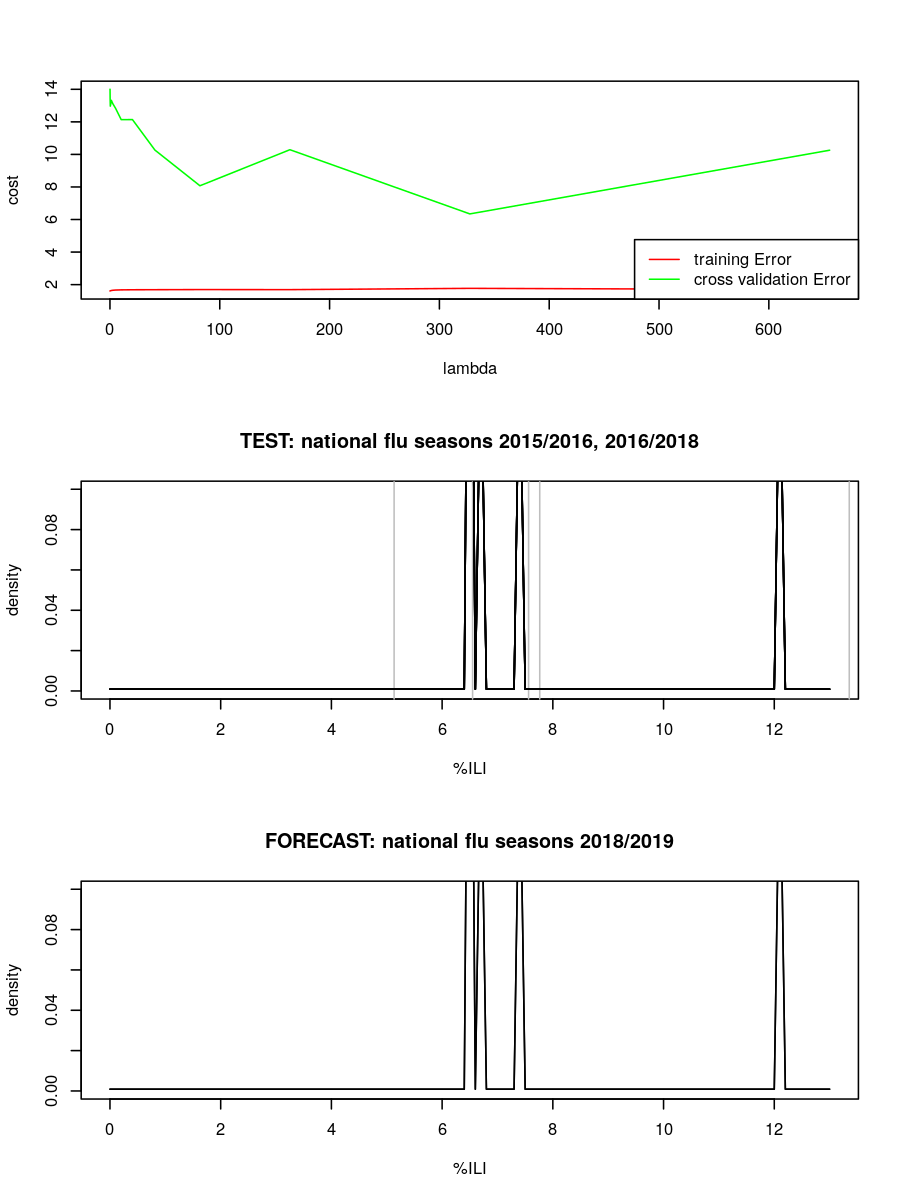 14
12
10
8
6
4
2
cost
training Error
cross validation Error
0 100 200 300 400 500 600
lambda
TEST: national flu seasons 2015/2016, 2016/2018
0.08
0.04
0.00
density
0 2 4 6 8 10 12
%ILI
FORECAST: national flu seasons 2018/2019
0.08
0.04
0.00
density
0 2 4 6 8 10 12
%ILI